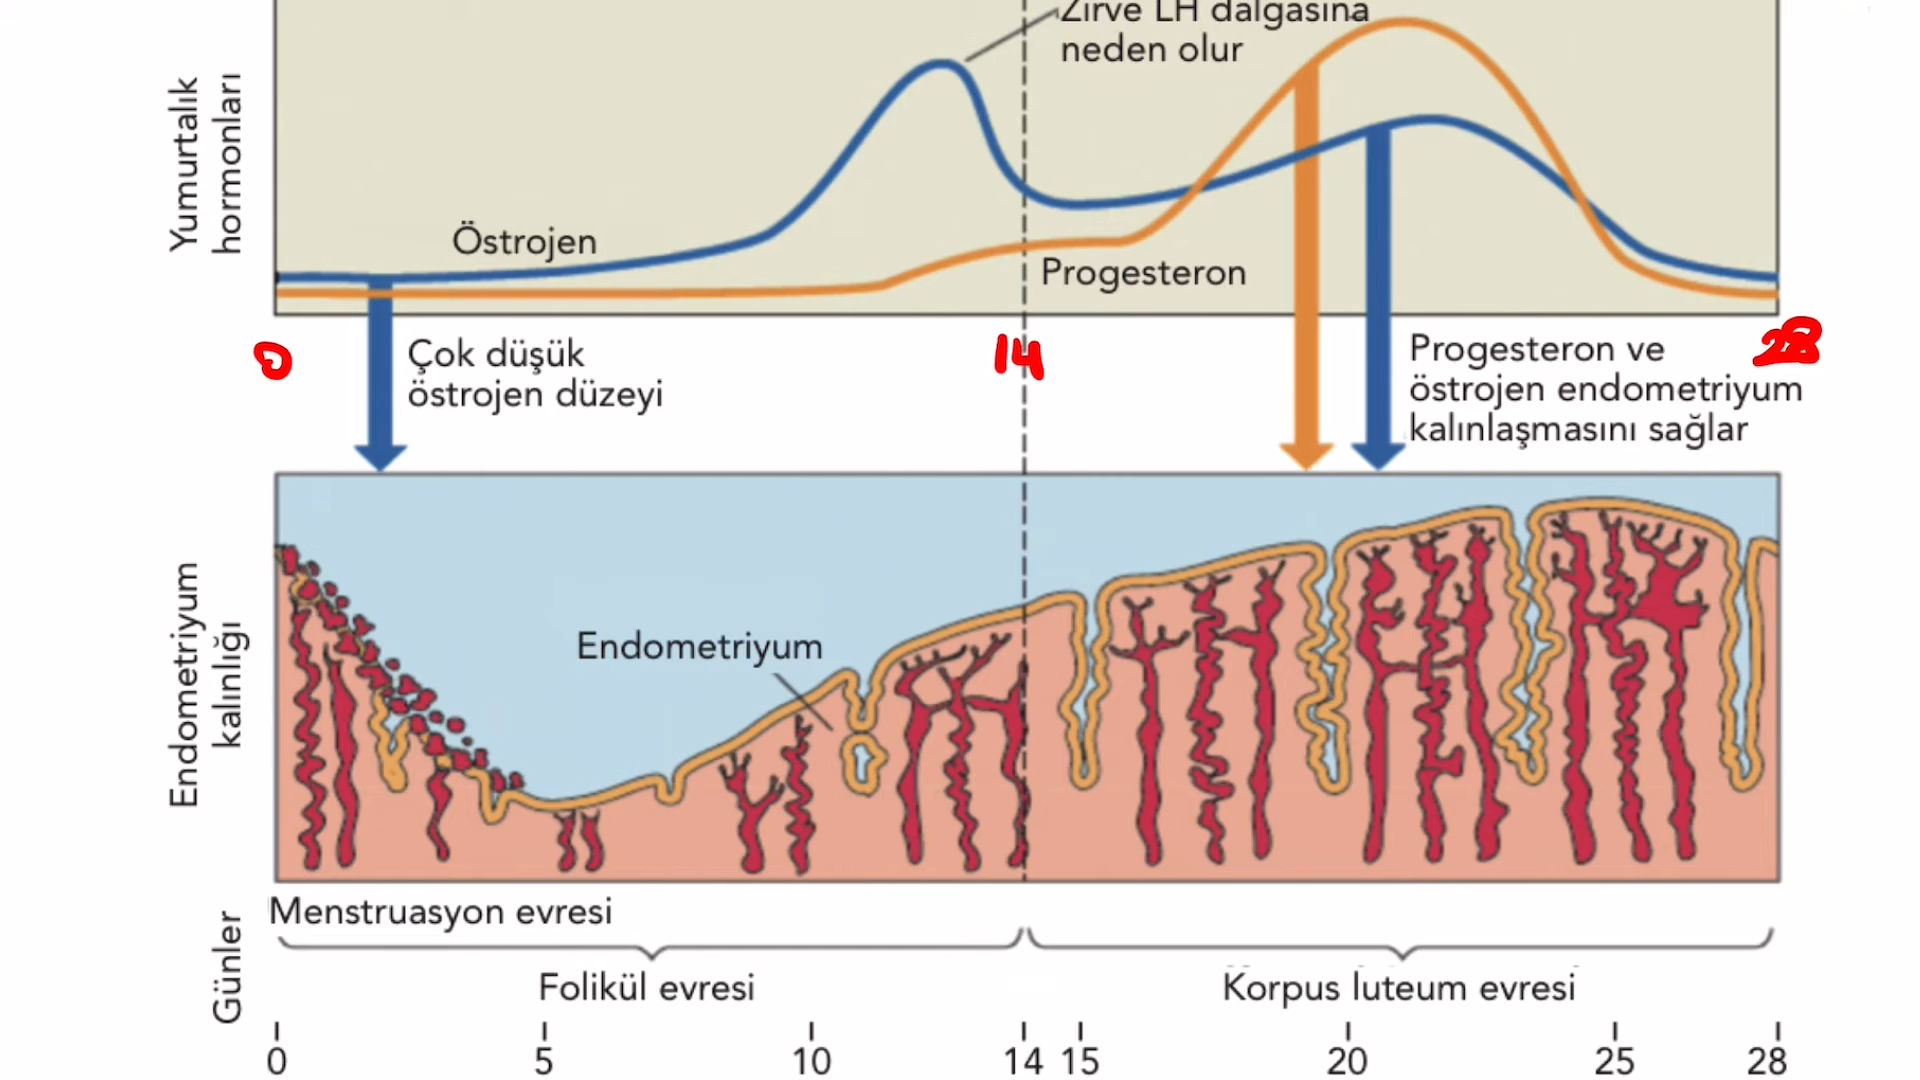 Zirve LH dalgasına
neden olur
Yumurtalık
hormonları
Östrojen
Progesteron
0
14
28
Çok düşük
östrojen düzeyi
Progesteron ve
östrojen endometriyum
kalınlaşmasını sağlar
Endometriyum
kalınlığı
Endometriyum
Menstruasyon evresi
Günler
Folikül evresi
Korpus luteum evresi
0 5 10 14 15 20 25 28